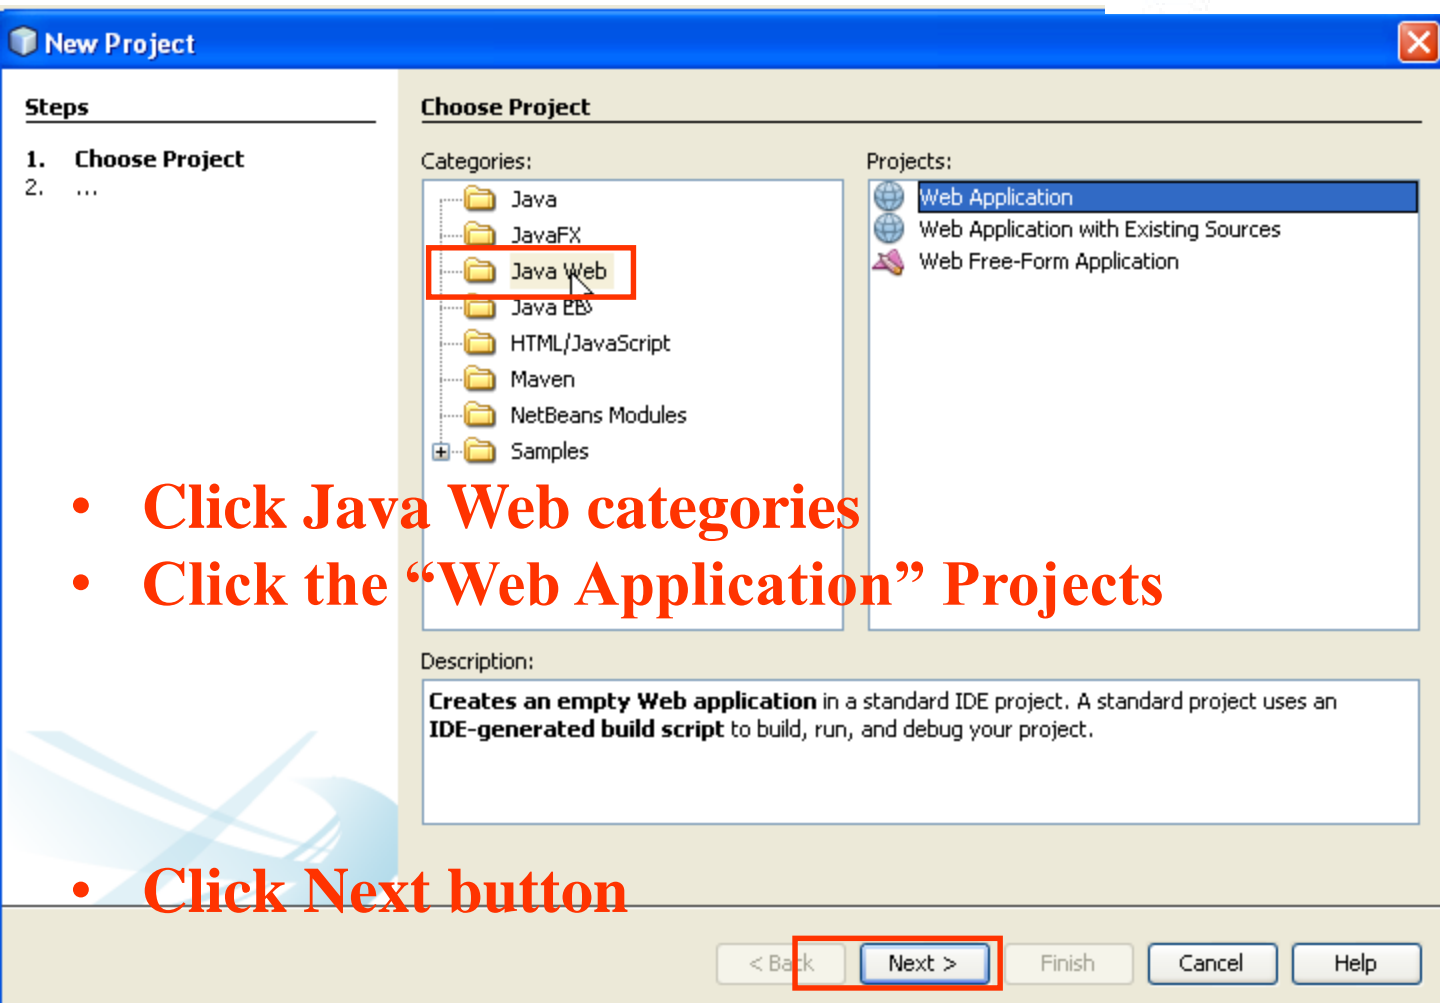 New Project
Steps
1. Choose Project
2. ...
Choose Project
Categories:
Java
JavaFX
Java Web
Java EE
HTML/JavaScript
Maven
NetBeans Modules
Samples
Projects:
Web Application
Web Application with Existing Sources
Web Free-Form Application
• Click Java Web categories
• Click the “Web Application” Projects
Description:
Creates an empty Web application in a standard IDE project. A standard project uses an
IDE-generated build script to build, run, and debug your project.
• Click Next button
< Back Next > Finish Cancel Help